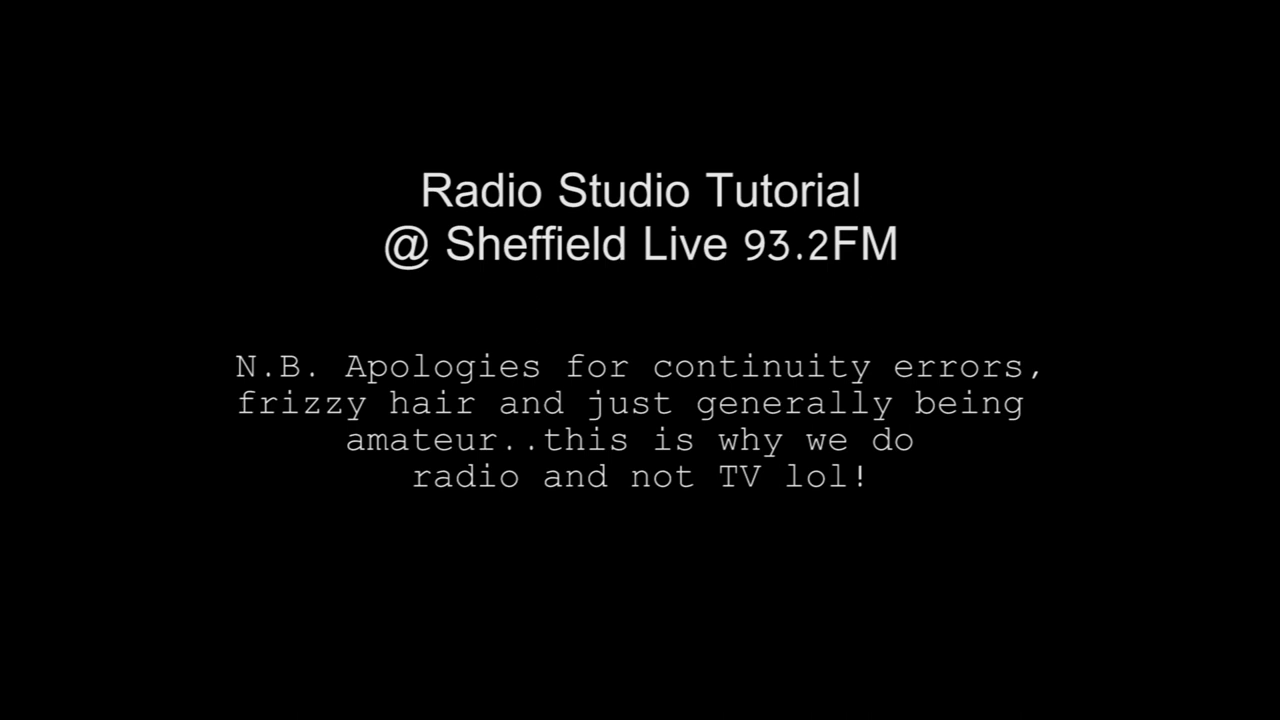 Radio Studio Tutorial
@ Sheffield Live 93.2FM
N.B. Apologies for continuity errors,
frizzy hair and just generally being
amateur..this is why we do
radio and not TV lol!